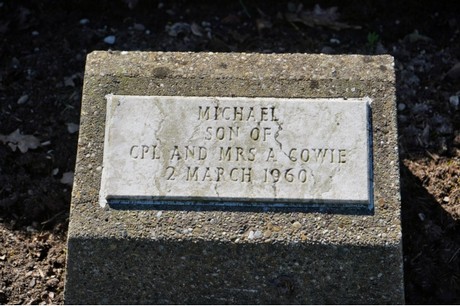 MICHAEL
SON OF
CPL AND MRS A COWIE
2 MARCH 1960